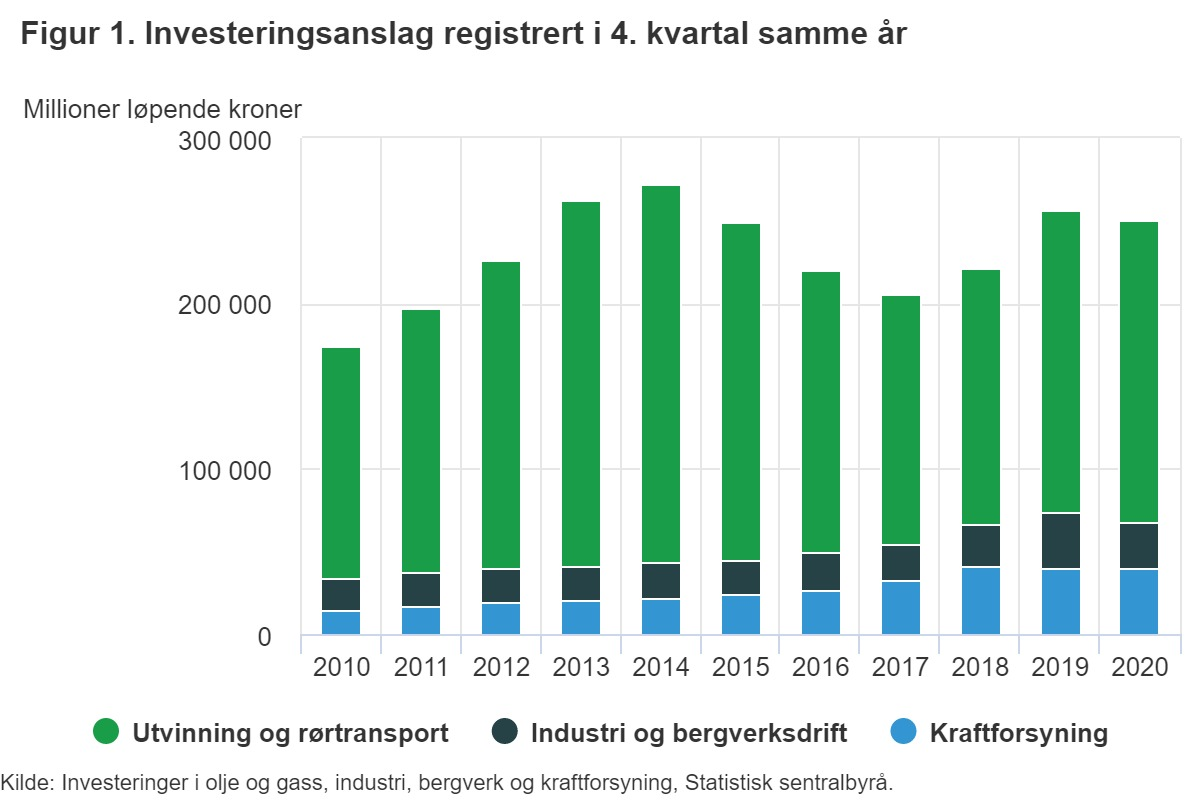 Figur 1. Investeringsanslag registrert i 4. kvartal samme år
Millioner løpende kroner
300 000
200 000
100 000
0
2010 2011 2012 2013 2014 2015 2016 2017 2018 2019 2020
Utvinning og rørtransport Industri og bergverksdrift Kraftforsyning
Kilde: Investeringer i olje og gass, industri, bergverk og kraftforsyning, Statistisk sentralbyrå.